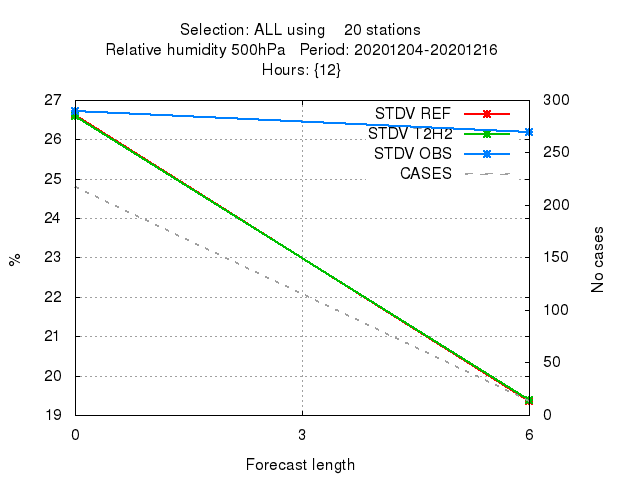 Selection: ALL using 20 stations
Relative humidity 500hPa Period: 20201204-20201216
Hours: {12}
27
26
25
24
23
22
21
20
19
%
300
250
200
150
100
50
0
No cases
STDV REF
STDV T2H2
STDV OBS
CASES
0 3 6
Forecast length